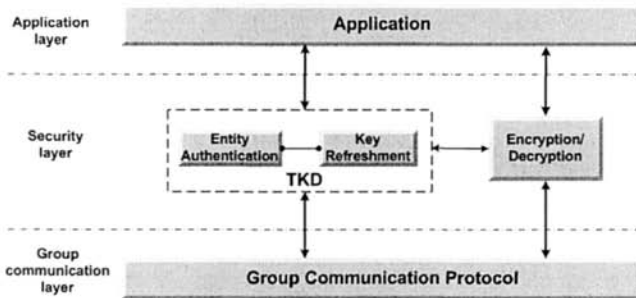 Application
layer
Application
Security
layer
Entity
Authentication
Key
Refreshment
TKD
Encryption/
Decryption
Group
communication
layer
Group Communication Protocol